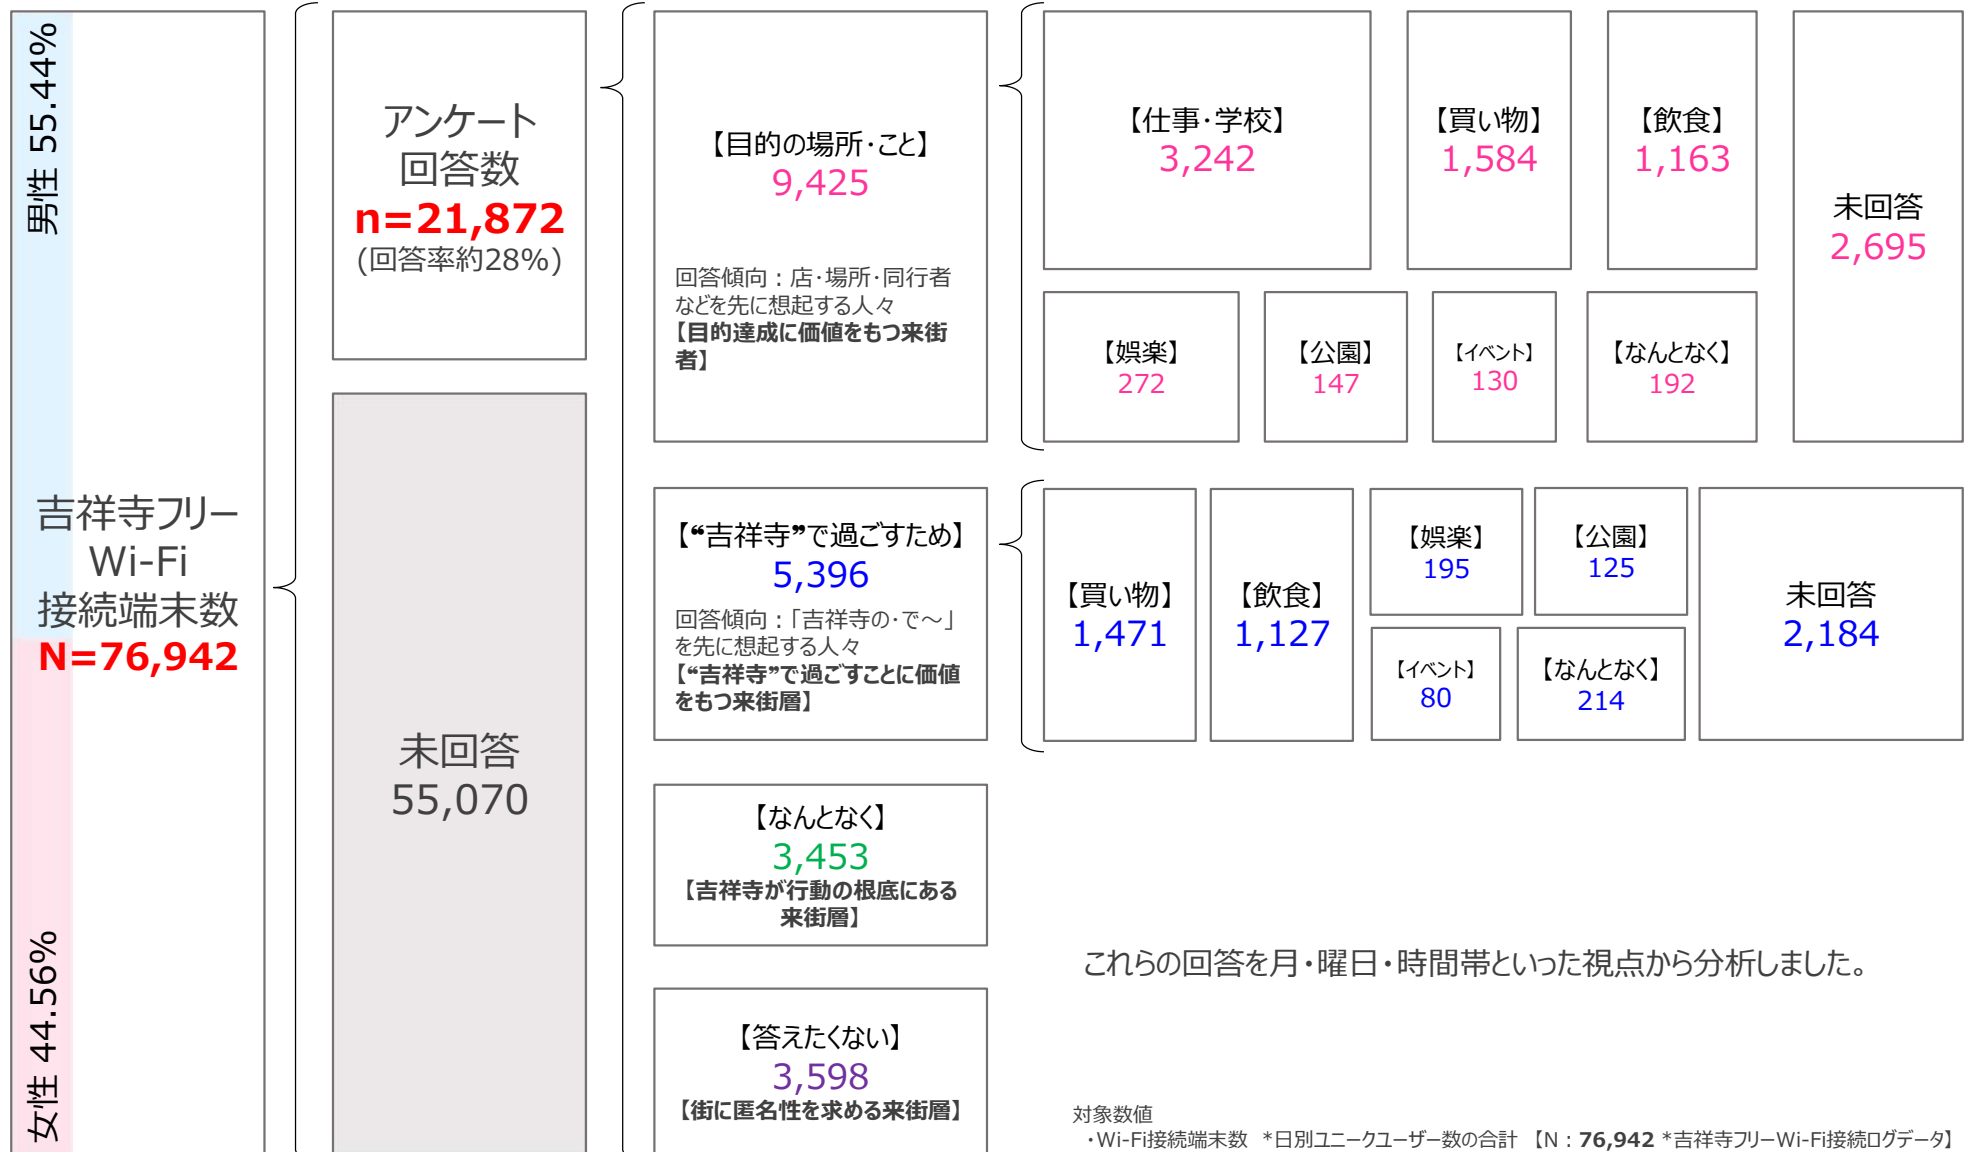 男性 55.44%
女性 44.56%
吉祥寺フリー
Wi-Fi
接続端末数
N=76,942
アンケート
回答数
n=21,872
(回答率約28%)
未回答
55,070
【目的の場所・こと】
9,425
回答傾向：店・場所・同行者
などを先に想起する人々
【目的達成に価値をもつ来街
者】
【仕事・学校】
3,242
【買い物】
1,584
【飲食】
1,163
【娯楽】
272
【公園】
147
【イベント】
130
【なんとなく】
192
未回答
2,695
【“吉祥寺”で過ごすため】
5,396
回答傾向：「吉祥寺の・で～」
を先に想起する人々
【“吉祥寺”で過ごすことに価値
をもつ来街層】
【買い物】
1,471
【飲食】
1,127
【娯楽】
195
【公園】
125
【イベント】
80
【なんとなく】
214
未回答
2,184
【なんとなく】
3,453
【吉祥寺が行動の根底にある
来街層】
【答えたくない】
3,598
【街に匿名性を求める来街層】
これらの回答を月・曜日・時間帯といった視点から分析しました。
対象数値
・Wi-Fi接続端末数 *日別ユニークユーザー数の合計 【N：76,942 *吉祥寺フリーWi-Fi接続ログデータ】